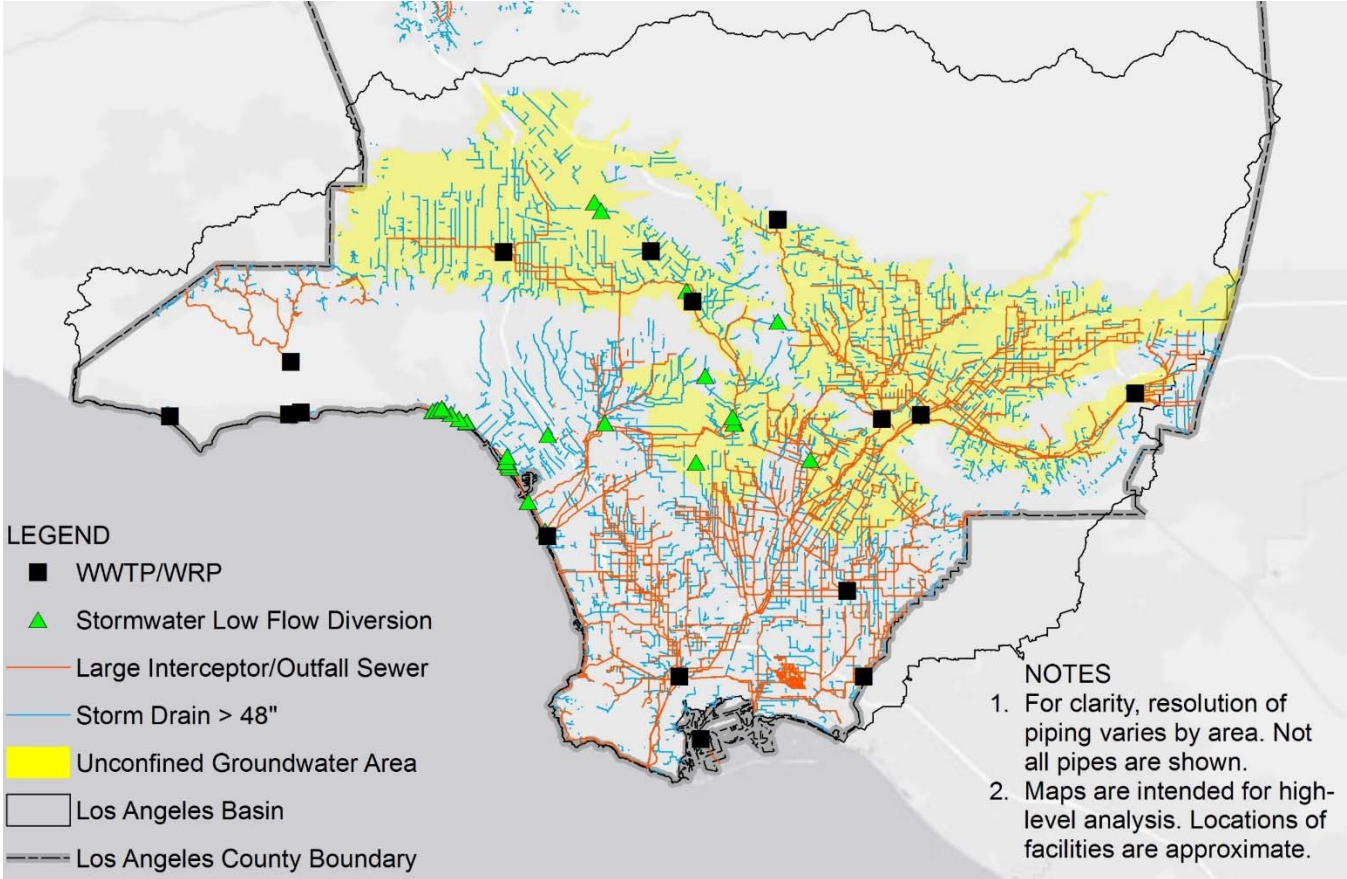 LEGEND
WWTP/WRP
Stormwater Low Flow Diversion
Large Interceptor/Outfall Sewer
Storm Drain > 48"
Unconfined Groundwater Area
Los Angeles Basin
Los Angeles County Boundary
NOTES
1. For clarity, resolution of
piping varies by area. Not
all pipes are shown.
2. Maps are intended for high-
level analysis. Locations of
facilities are approximate.